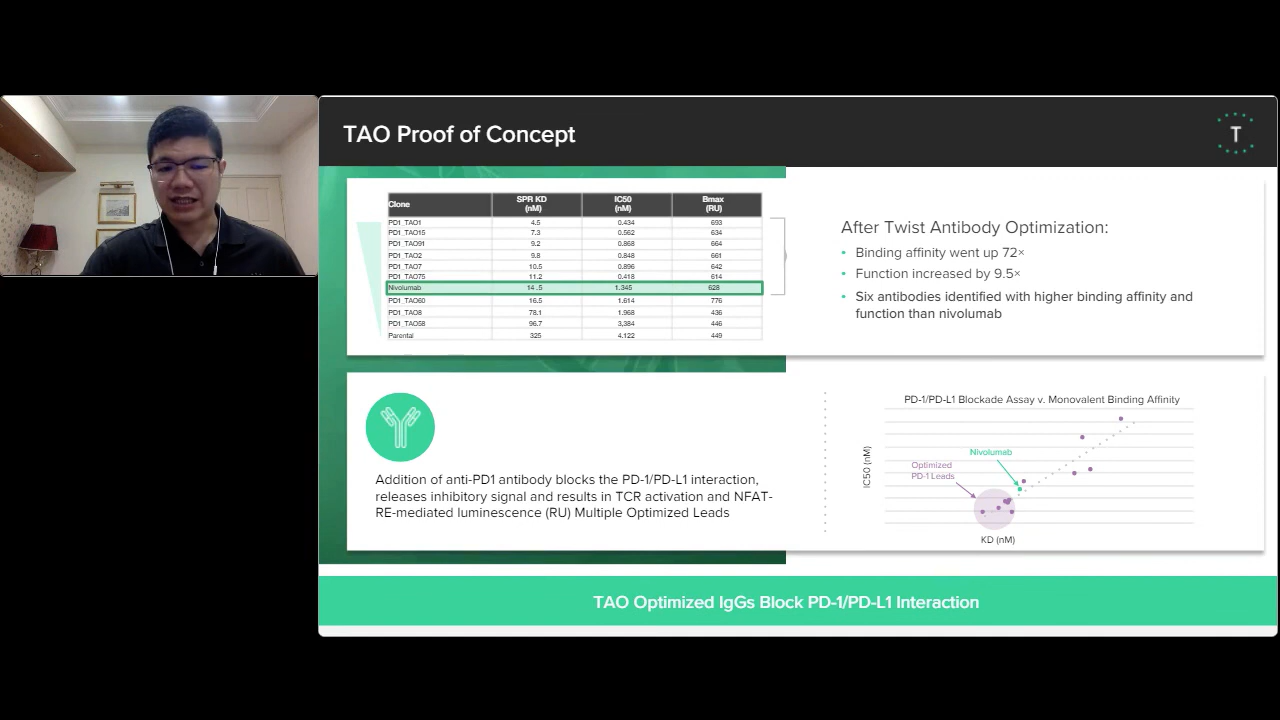 TAO Proof of Concept
T
Clone SPR KD (nM) IC50 (nM) Bmax (RU)
PD1_TAO1 4.5 0.434 693
PD1_TAO15 7.3 0.562 634
PD1_TAO91 9.2 0.868 664
PD1_TAO2 9.8 0.848 661
PD1_TAO7 10.5 0.896 642
PD1_TAO75 11.2 0.418 614
Nivolumab 14 .5 1.345 628
PD1_TAO60 16.5 1.614 776
PD1_TAO8 78.1 1.968 436
PD1_TAO58 96.7 3,384 446
Parental 325 4.122 449
After Twist Antibody Optimization:
• Binding affinity went up 72×
• Function increased by 9.5×
• Six antibodies identified with higher binding affinity and
function than nivolumab
Addition of anti-PD1 antibody blocks the PD-1/PD-L1 interaction,
releases inhibitory signal and results in TCR activation and NFAT-
RE-mediated luminescence (RU) Multiple Optimized Leads
PD-1/PD-L1 Blockade Assay v. Monovalent Binding Affinity
IC50 (nM)
Nivolumab
Optimized
PD-1 Leads
KD (nM)
TAO Optimized IgGs Block PD-1/PD-L1 Interaction